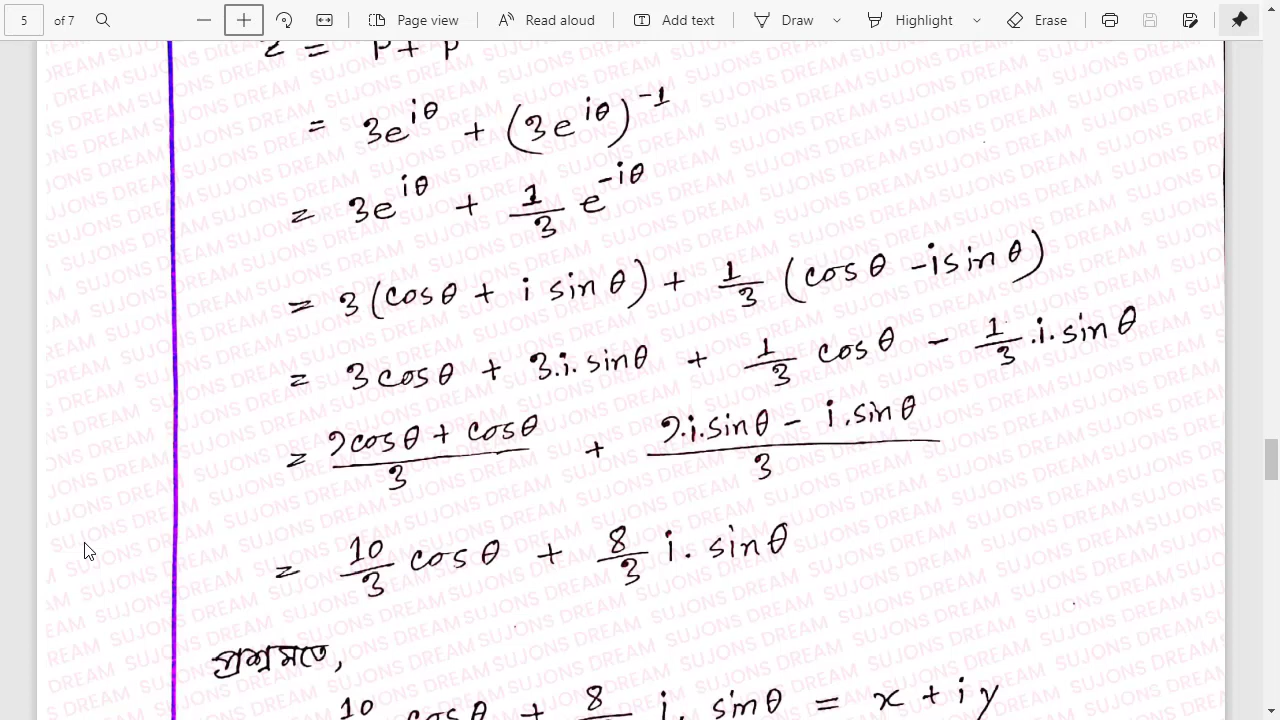 5 of 7 Page view Read aloud Add text Draw Highlight Erase
z = p + p
= 3e^{iθ} + (3e^{iθ})^{-1}
= 3e^{iθ} + 1/3 e^{-iθ}
= 3(cosθ + i sinθ) + 1/3 (cosθ - isinθ)
= 3cosθ + 3.i.sinθ + 1/3 cosθ - 1/3 .i.sinθ
= 9cosθ + cosθ/3 + 9.i.sinθ - i.sinθ/3
= 10/3 cosθ + 8/3 i. sinθ
প্রশ্নমতে,
10 cosθ + 8 i. sinθ = x + iy
SUJONS DREAM